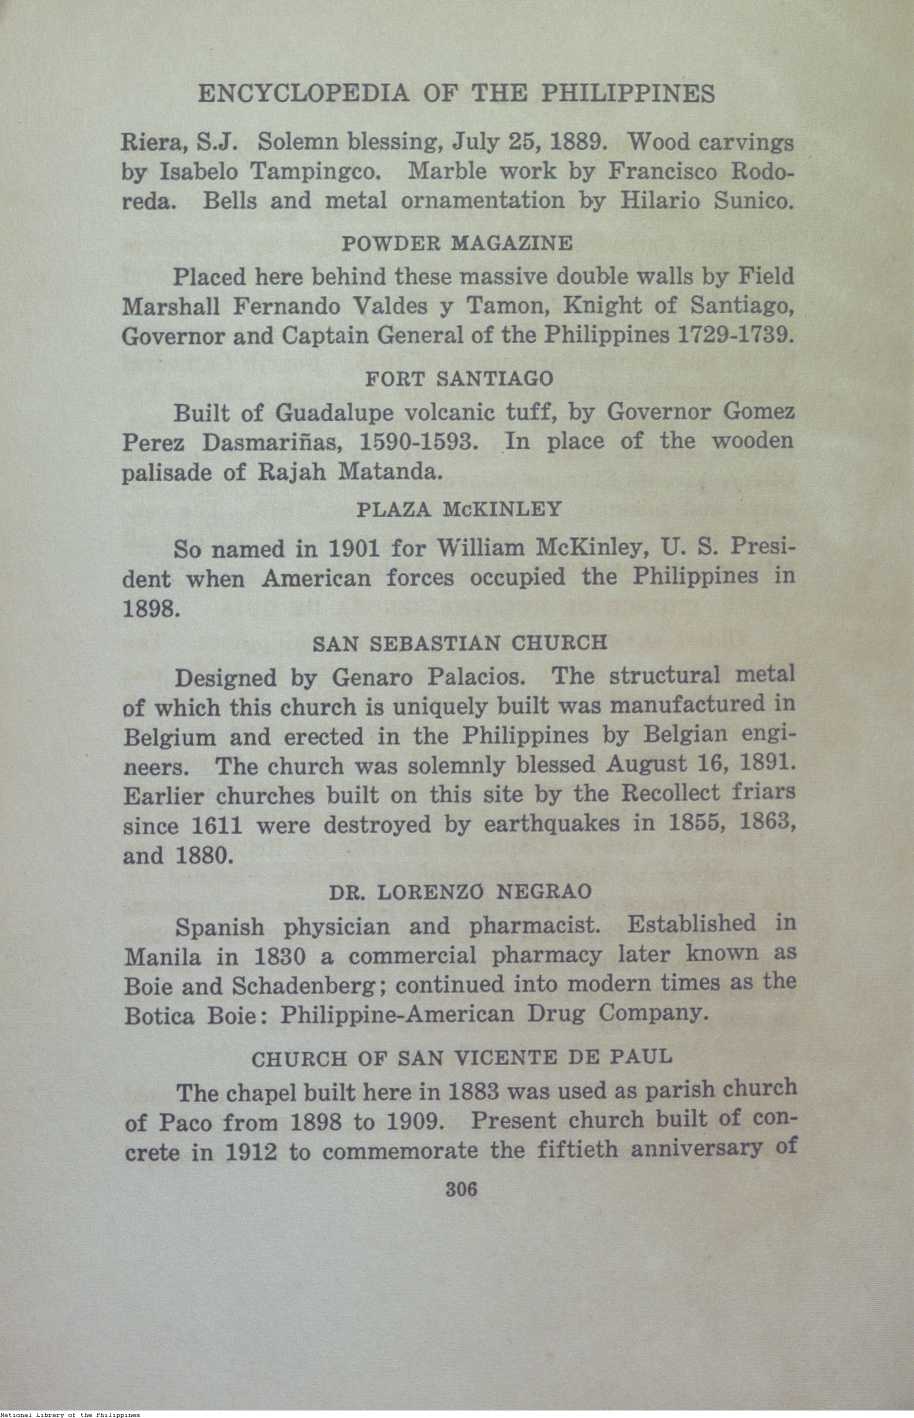 ENCYCLOPEDIA OF THE PHILIPPINES
Riera, S.J. Solemn blessing, July 25, 1889. Wood carvings
by Isabelo Tampingco. Marble work by Francisco Rodo-
reda. Bells and metal ornamentation by Hilario Sunico.
POWDER MAGAZINE
Placed here behind these massive double walls by Field
Marshall Fernando Valdes y Tamon, Knight of Santiago,
Governor and Captain General of the Philippines 1729-1739.
FORT SANTIAGO
Built of Guadalupe volcanic tuff, by Governor Gomez
Perez Dasmariñas, 1590-1593. In place of the wooden
palisade of Rajah Matanda.
PLAZA McKINLEY
So named in 1901 for William McKinley, U. S. Presi-
dent when American forces occupied the Philippines in
1898.
SAN SEBASTIAN CHURCH
Designed by Genaro Palacios. The structural metal
of which this church is uniquely built was manufactured in
Belgium and erected in the Philippines by Belgian engi-
neers. The church was solemnly blessed August 16, 1891.
Earlier churches built on this site by the Recollect friars
since 1611 were destroyed by earthquakes in 1855, 1863,
and 1880.
DR. LORENZO NEGRAO
Spanish physician and pharmacist. Established in
Manila in 1830 a commercial pharmacy later known as
Boie and Schadenberg; continued into modern times as the
Botica Boie: Philippine-American Drug Company.
CHURCH OF SAN VICENTE DE PAUL
The chapel built here in 1883 was used as parish church
of Paco from 1898 to 1909. Present church built of con-
crete in 1912 to commemorate the fiftieth anniversary of
306
National Library of the Philippines